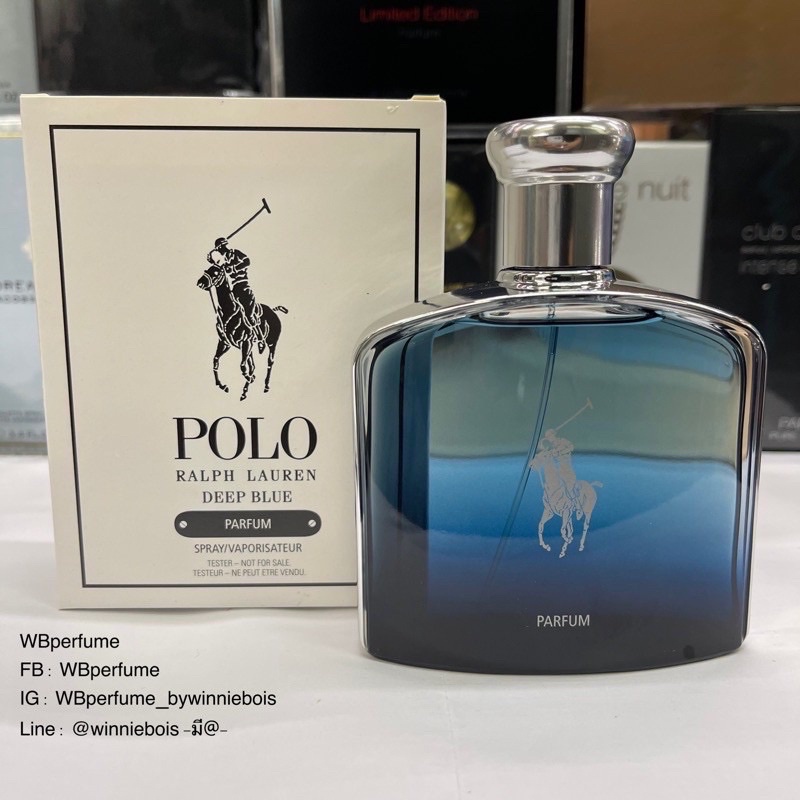 Limited Edition
nuit
club
intense
POLO
RALPH LAUREN
DEEP BLUE
PARFUM
SPRAY/VAPORISATEUR
TESTER – NOT FOR SALE.
TESTEUR – NE PEUT ETRE VENDU.
PARFUM
WBperfume
FB : WBperfume
IG : WBperfume_bywinniebois
Line : @winniebois -มี@-